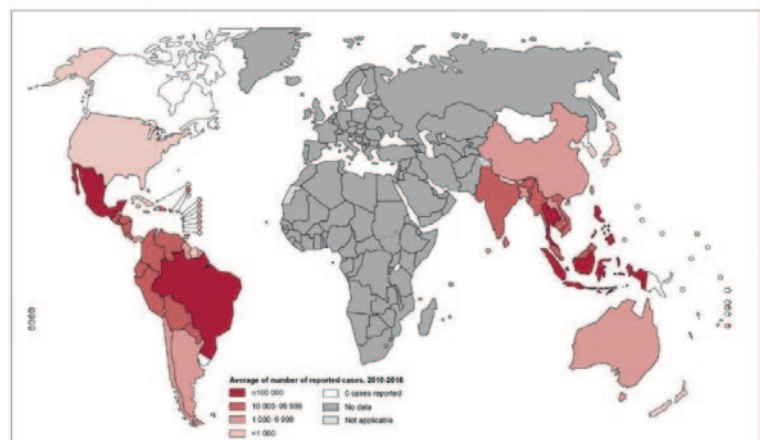 Average of number of reported cases, 2010-2016
≥100 000
10 000–99 999
1 000–9 999
<1 000
0 cases reported
No data
Not applicable